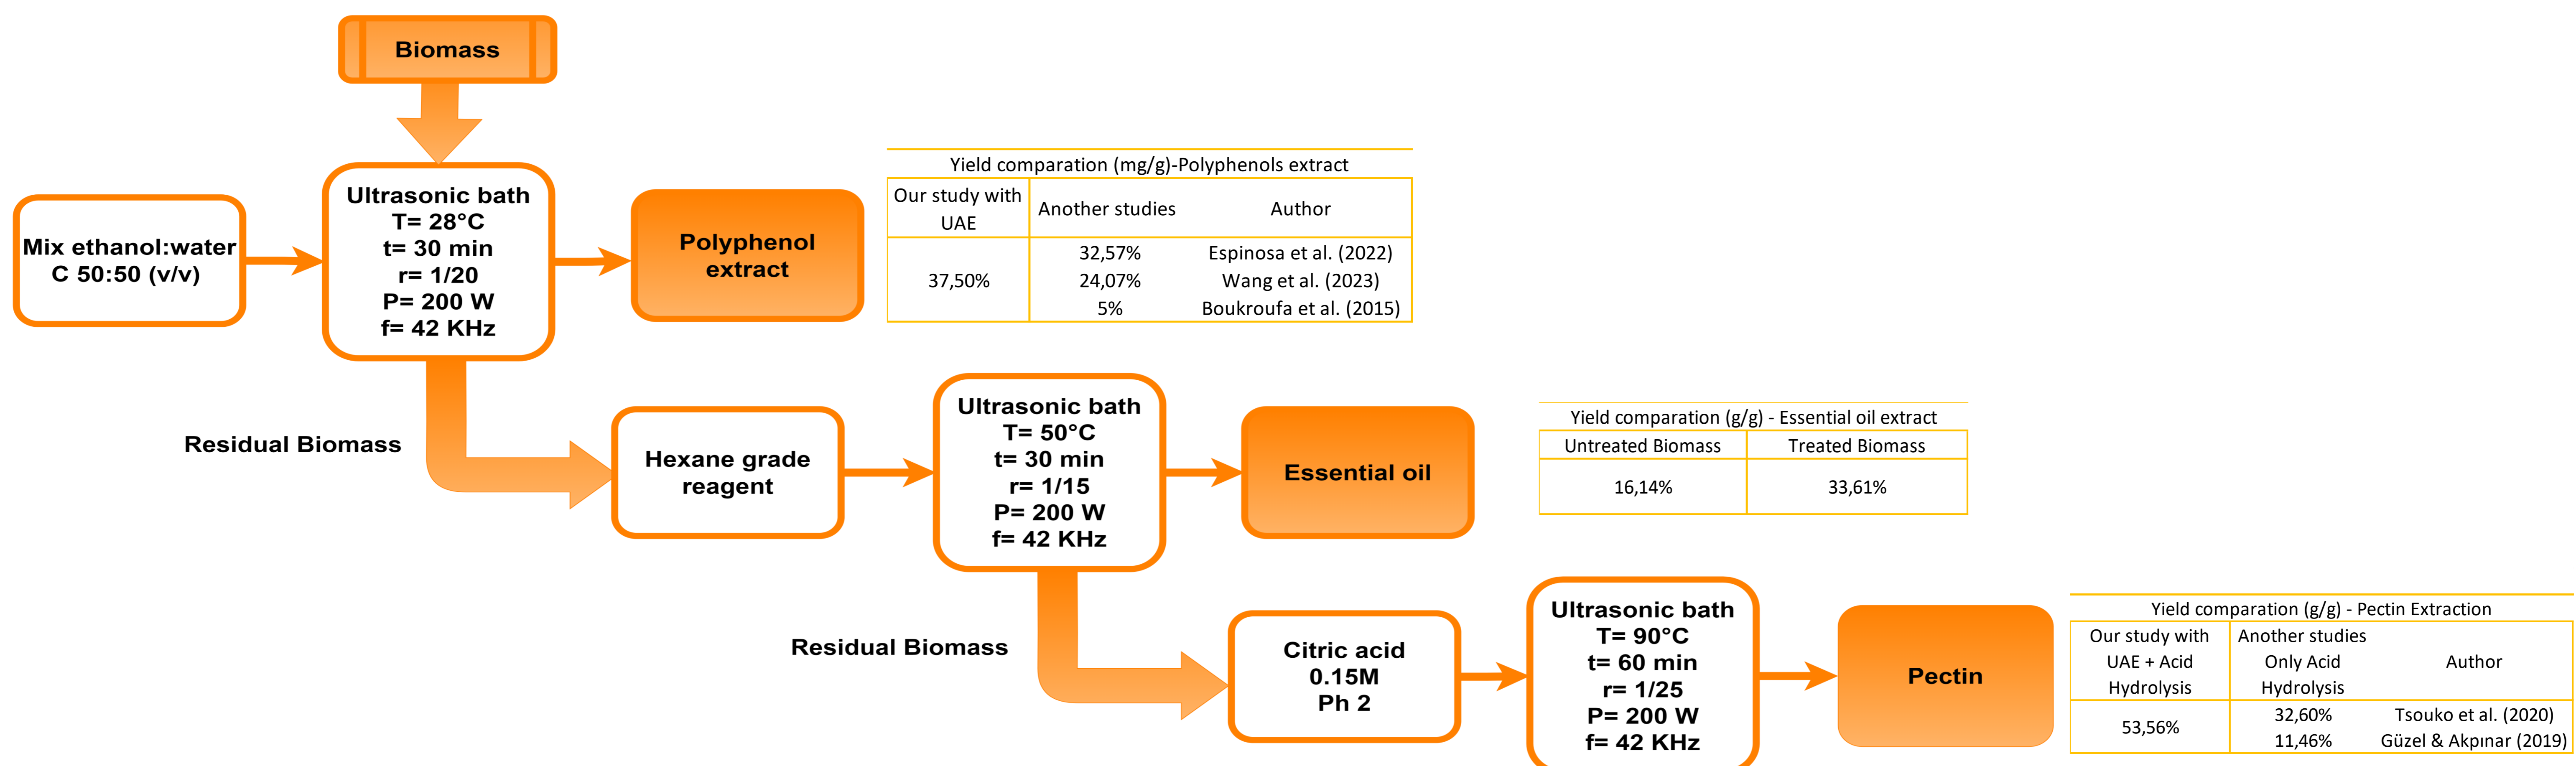 Biomass
Mix ethanol:water
C 50:50 (v/v)
Ultrasonic bath
T= 28°C
t= 30 min
r= 1/20
P= 200 W
f= 42 KHz
Polyphenol
extract
Yield comparation (mg/g)-Polyphenols extract
Our study with
UAE
Another studies
Author
37,50%
32,57%
Espinosa et al. (2022)
24,07%
Wang et al. (2023)
5%
Boukroufa et al. (2015)
Residual Biomass
Hexane grade
reagent
Ultrasonic bath
T= 50°C
t= 30 min
r= 1/15
P= 200 W
f= 42 KHz
Essential oil
Yield comparation (g/g) - Essential oil extract
Untreated Biomass
Treated Biomass
16,14%
33,61%
Residual Biomass
Citric acid
0.15M
Ph 2
Ultrasonic bath
T= 90°C
t= 60 min
r= 1/25
P= 200 W
f= 42 KHz
Pectin
Yield comparation (g/g) - Pectin Extraction
Our study with
UAE + Acid
Hydrolysis
Another studies
Only Acid
Hydrolysis
Author
53,56%
32,60%
Tsouko et al. (2020)
11,46%
Güzel & Akpınar (2019)